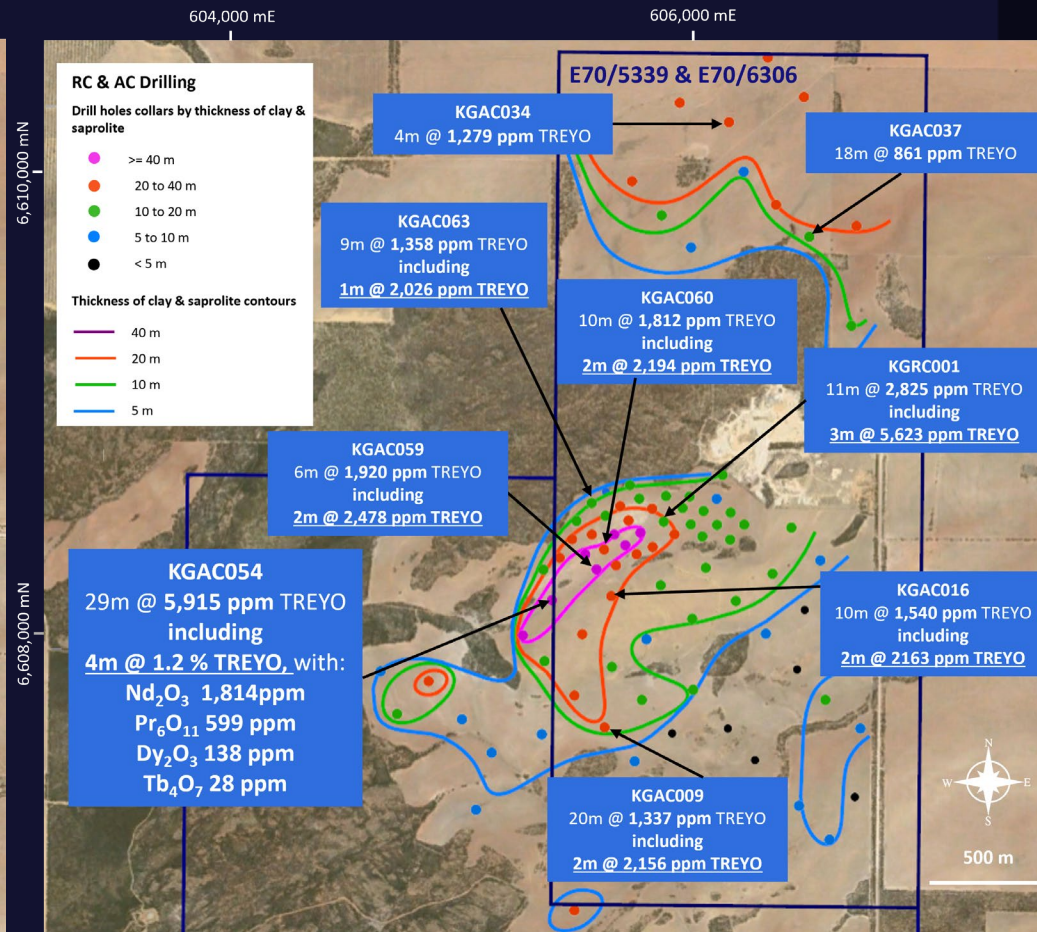 604,000 mE
606,000 mE
6,610,000 mN
6,608,000 mN
RC & AC Drilling
Drill holes collars by thickness of clay &
saprolite
>= 40 m
20 to 40 m
10 to 20 m
5 to 10 m
< 5 m
Thickness of clay & saprolite contours
40 m
20 m
10 m
5 m
E70/5339 & E70/6306
KGAC034
4m @ 1,279 ppm TREYO
KGAC037
18m @ 861 ppm TREYO
KGAC063
9m @ 1,358 ppm TREYO
including
1m @ 2,026 ppm TREYO
KGAC060
10m @ 1,812 ppm TREYO
including
2m @ 2,194 ppm TREYO
KGRC001
11m @ 2,825 ppm TREYO
including
3m @ 5,623 ppm TREYO
KGAC059
6m @ 1,920 ppm TREYO
including
2m @ 2,478 ppm TREYO
KGAC054
29m @ 5,915 ppm TREYO
including
4m @ 1.2 % TREYO, with:
Nd₂O₃ 1,814ppm
Pr₆O₁₁ 599 ppm
Dy₂O₃ 138 ppm
Tb₄O₇ 28 ppm
KGAC016
10m @ 1,540 ppm TREYO
including
2m @ 2163 ppm TREYO
KGAC009
20m @ 1,337 ppm TREYO
including
2m @ 2,156 ppm TREYO
N
W
E
S
500 m